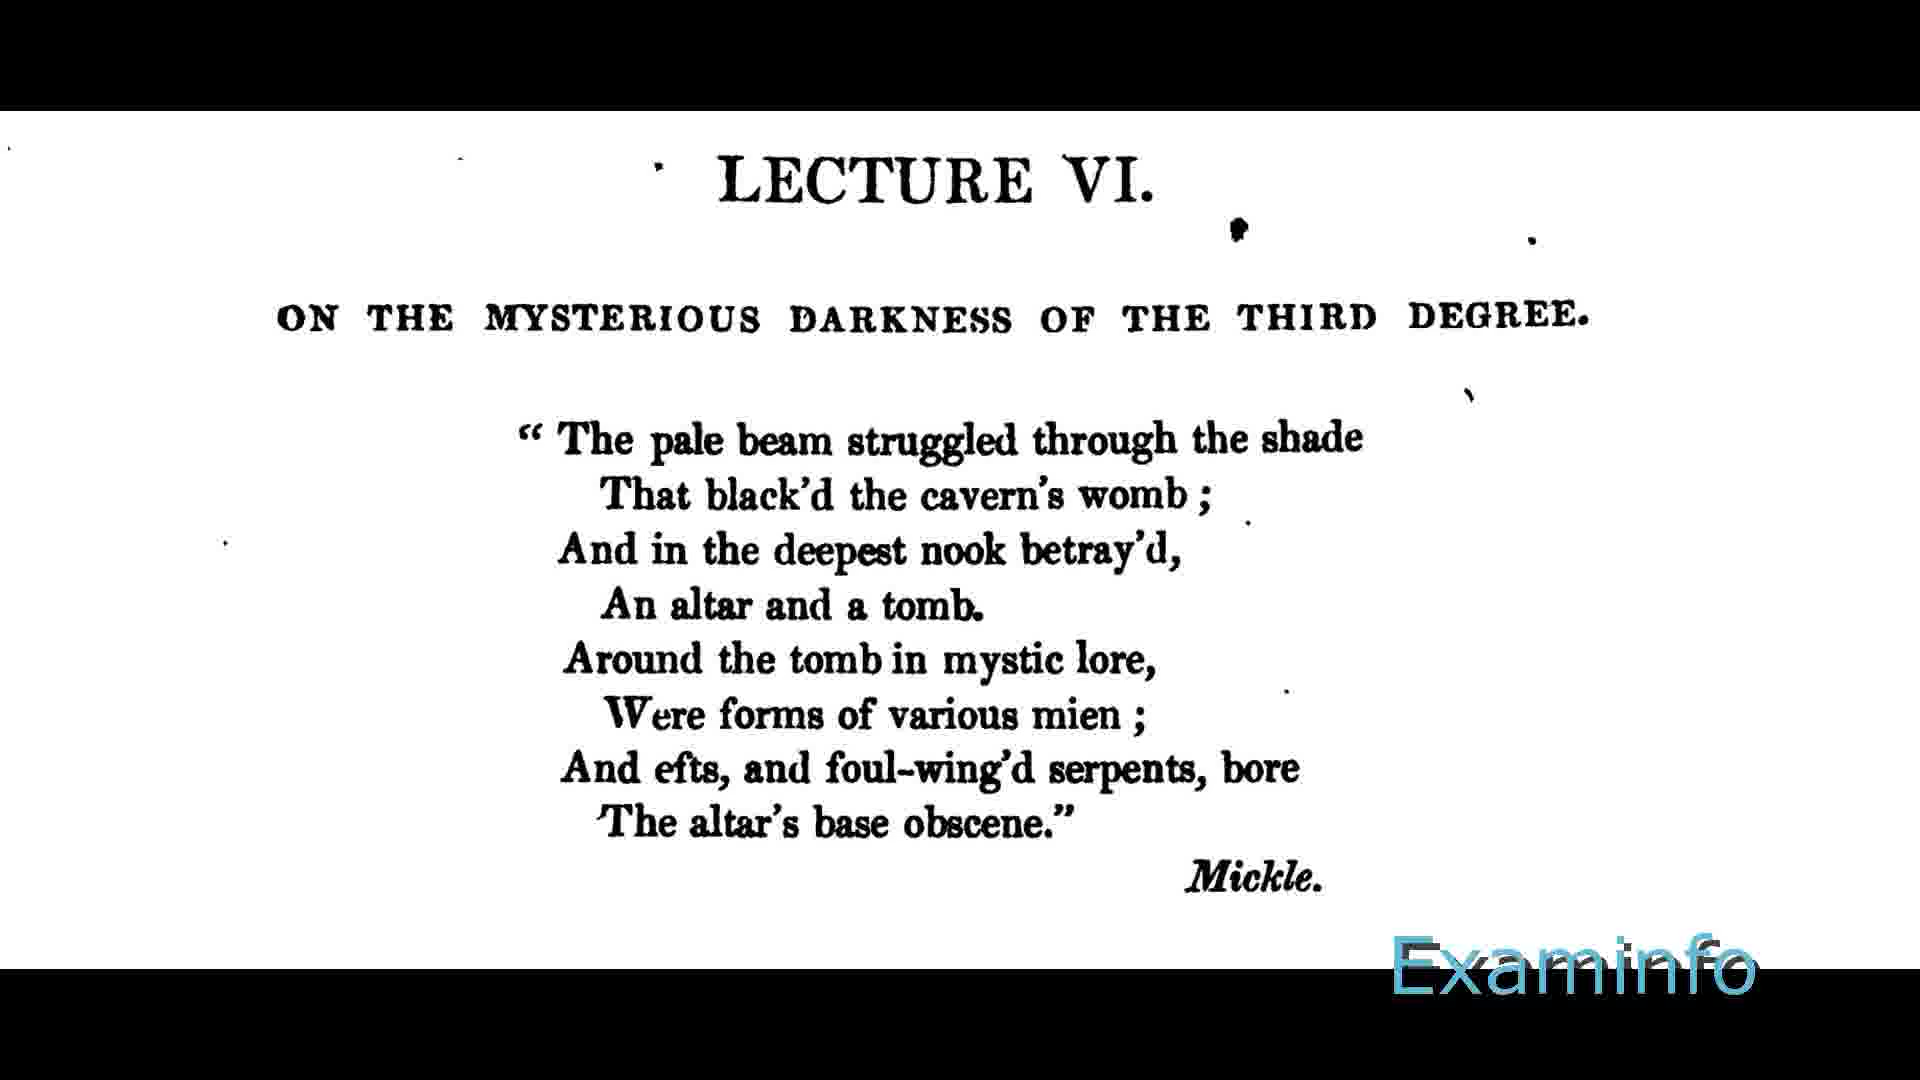 LECTURE VI.
ON THE MYSTERIOUS DARKNESS OF THE THIRD DEGREE.
“ The pale beam struggled through the shade
That black’d the cavern’s womb ;
And in the deepest nook betray’d,
An altar and a tomb.
Around the tomb in mystic lore,
Were forms of various mien ;
And efts, and foul-wing’d serpents, bore
The altar’s base obscene.”
Mickle.
Examinfo